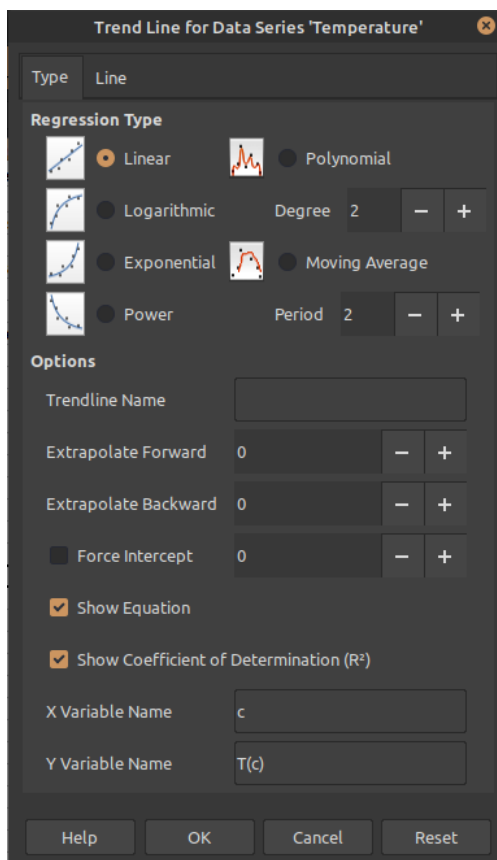 Trend Line for Data Series 'Temperature'
Type Line
Regression Type
Linear Polynomial
Logarithmic Degree 2 − +
Exponential Moving Average
Power Period 2 − +
Options
Trendline Name
Extrapolate Forward 0 − +
Extrapolate Backward 0 − +
Force Intercept 0 − +
Show Equation
Show Coefficient of Determination (R²)
X Variable Name c
Y Variable Name T(c)
Help OK Cancel Reset